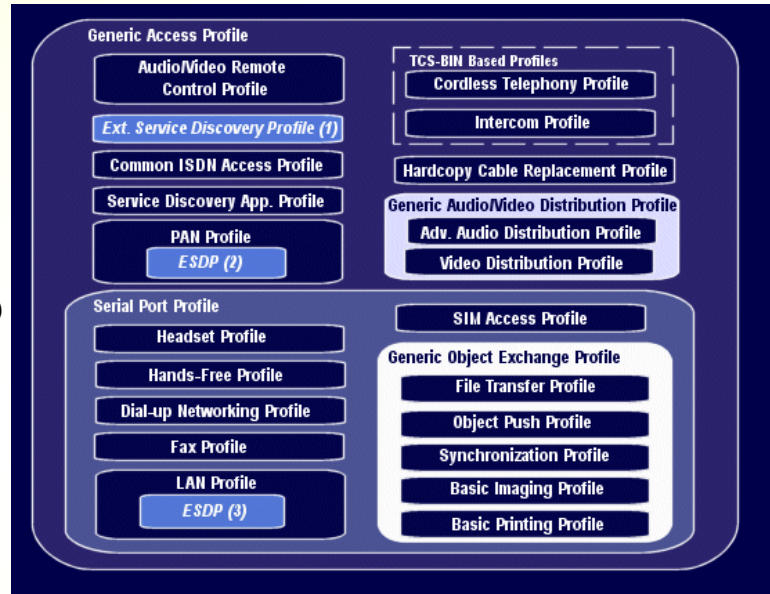 Generic Access Profile
Audio/Video Remote
Control Profile
Ext. Service Discovery Profile (1)
Common ISDN Access Profile
Service Discovery App. Profile
PAN Profile
ESDP (2)
TCS-BIN Based Profiles
Cordless Telephony Profile
Intercom Profile
Hardcopy Cable Replacement Profile
Generic Audio/Video Distribution Profile
Adv. Audio Distribution Profile
Video Distribution Profile
Serial Port Profile
Headset Profile
Hands-Free Profile
Dial-up Networking Profile
Fax Profile
LAN Profile
ESDP (3)
SIM Access Profile
Generic Object Exchange Profile
File Transfer Profile
Object Push Profile
Synchronization Profile
Basic Imaging Profile
Basic Printing Profile
)